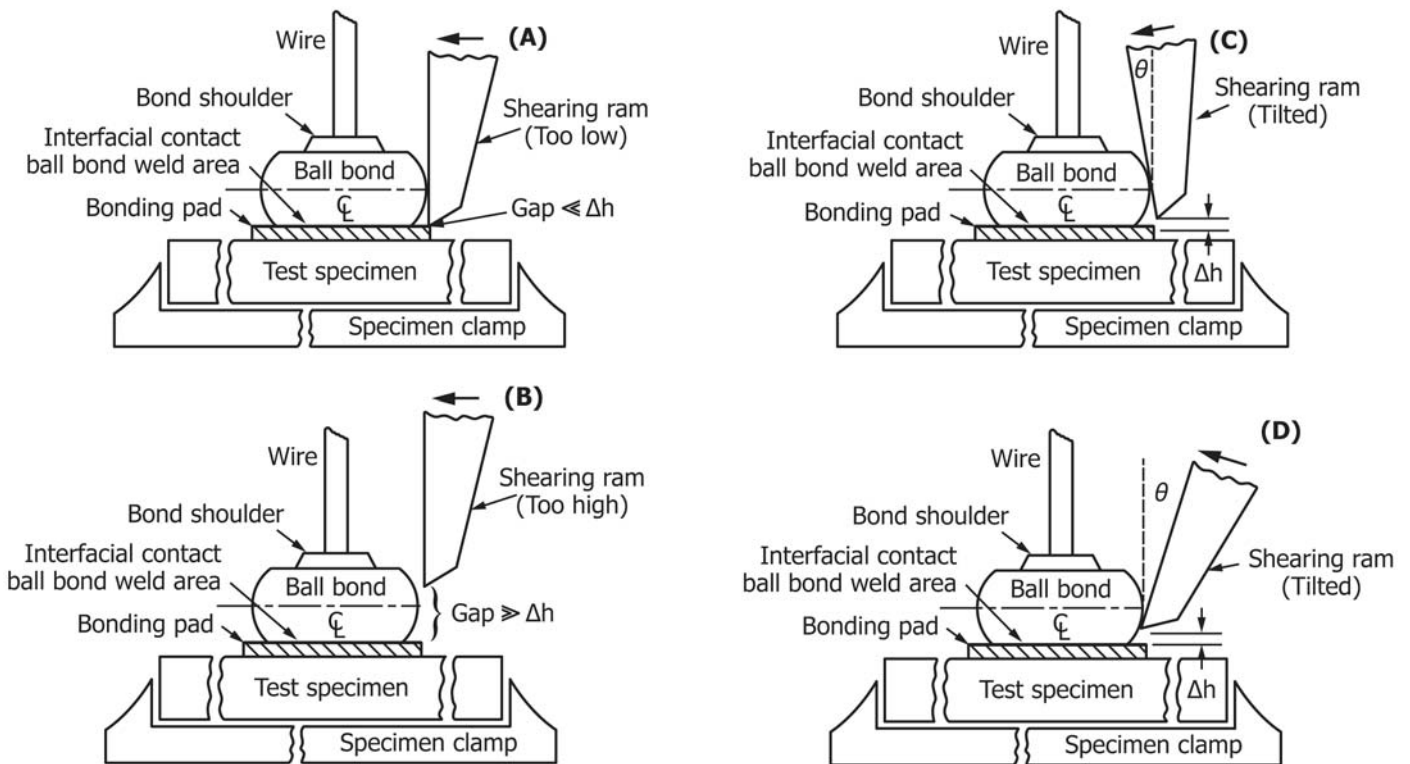 (A)
Wire
Bond shoulder
Shearing ram
(Too low)
Interfacial contact
ball bond weld area
Ball bond
℄
Bonding pad
Gap ≪ Δh
Test specimen
Specimen clamp
(B)
Wire
Shearing ram
(Too high)
Bond shoulder
Interfacial contact
ball bond weld area
Ball bond
℄
Gap ≫ Δh
Bonding pad
Test specimen
Specimen clamp
(C)
Wire
θ
Bond shoulder
Shearing ram
(Tilted)
Interfacial contact
ball bond weld area
Ball bond
℄
Bonding pad
Δh
Test specimen
Specimen clamp
(D)
Wire
θ
Bond shoulder
Shearing ram
(Tilted)
Interfacial contact
ball bond weld area
Ball bond
℄
Bonding pad
Δh
Test specimen
Specimen clamp